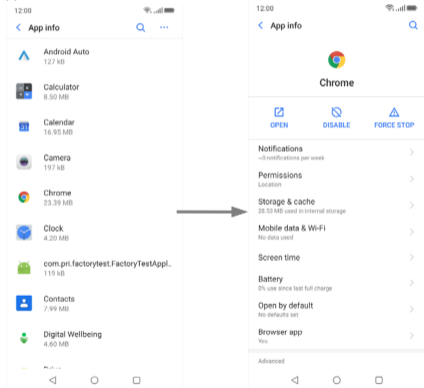 12:00
App info
Android Auto
127 kB
Calculator
8.50 MB
Calendar
16.95 MB
Camera
197 kB
Chrome
23.39 MB
Clock
4.20 MB
com.pri.factorytest.FactoryTestAppl..
119 kB
Contacts
7.99 MB
Digital Wellbeing
4.60 MB
12:00
App info
Chrome
OPEN
DISABLE
FORCE STOP
Notifications
~3 notifications per week
Permissions
Location
Storage & cache
28.53 MB used in internal storage
Mobile data & Wi-Fi
No data used
Screen time
Battery
0% use since last full charge
Open by default
No defaults set
Browser app
Yes
Advanced